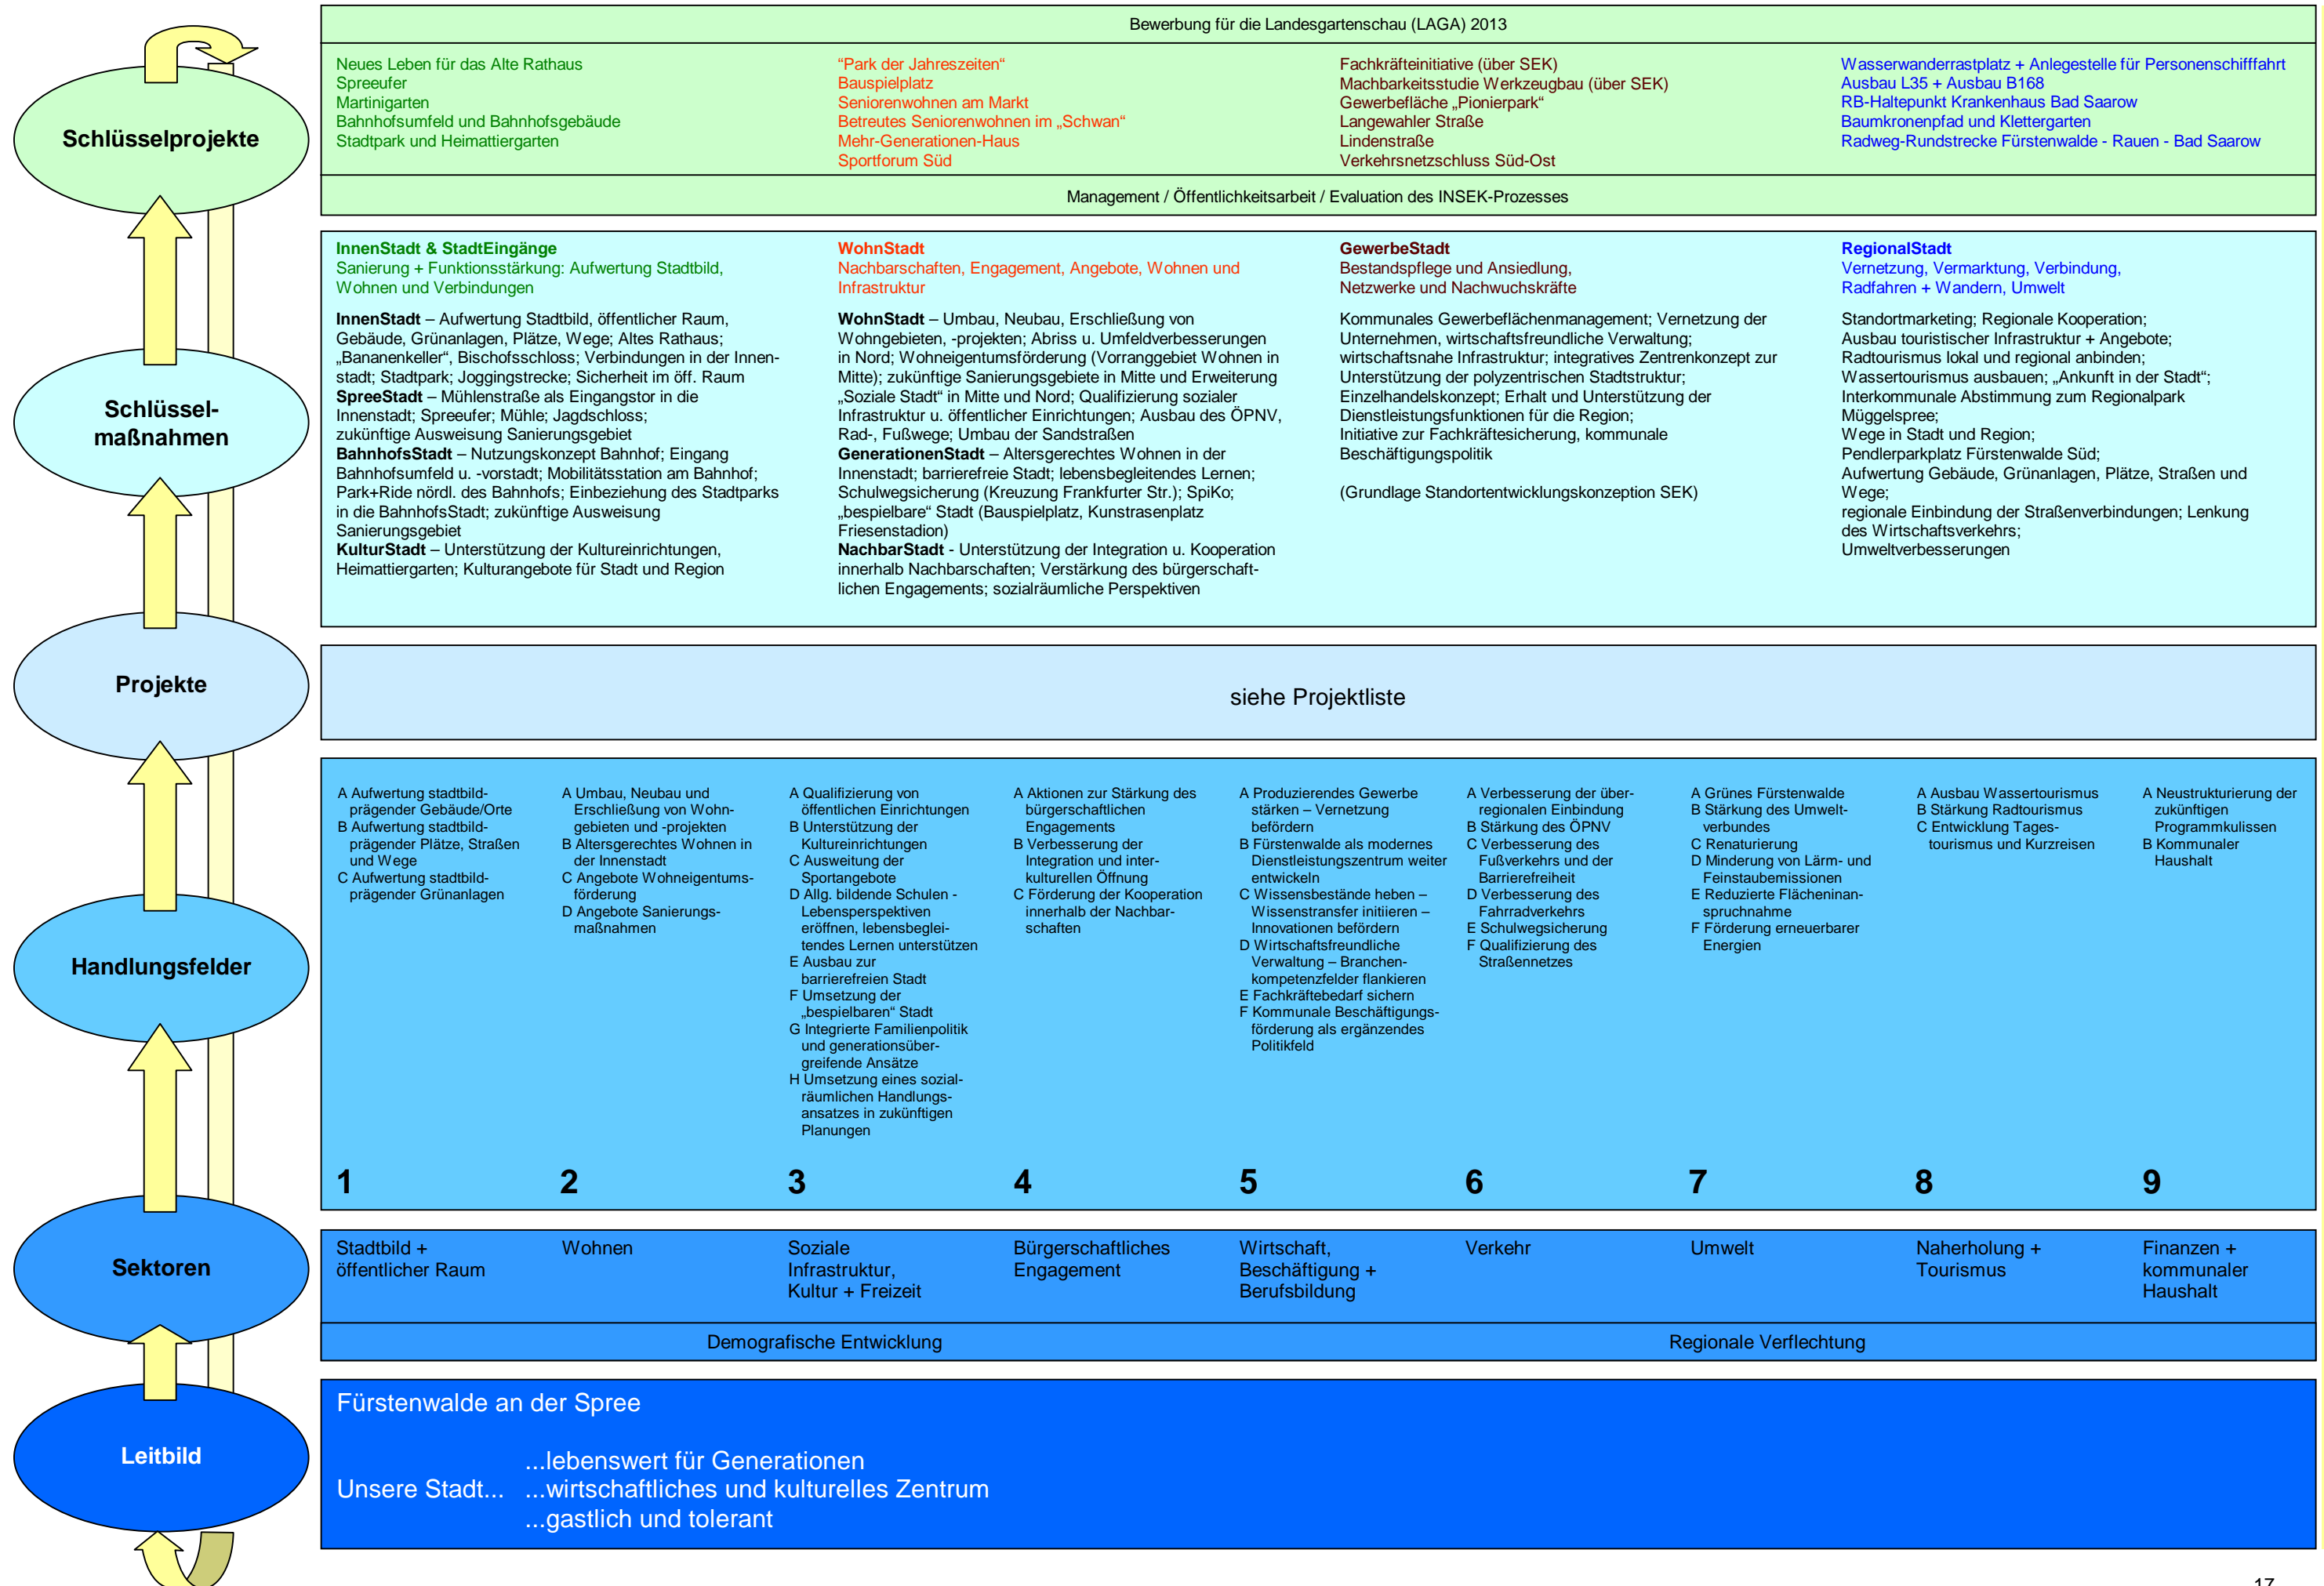 Bewerbung für die Landesgartenschau (LAGA) 2013
Schlüsselprojekte
Neues Leben für das Alte Rathaus
Spreeufer
Martinigarten
Bahnhofsumfeld und Bahnhofsgebäude
Stadtpark und Heimattiergarten
"Park der Jahreszeiten“
Bauspielplatz
Seniorenwohnen am Markt
Betreutes Seniorenwohnen im „Schwan“
Mehr-Generationen-Haus
Sportforum Süd
Fachkräfteinitiative (über SEK)
Machbarkeitsstudie Werkzeugbau (über SEK)
Gewerbefläche „Pionierpark“
Langewahler Straße
Lindenstraße
Verkehrsnetzschluss Süd-Ost
Wasserwanderrastplatz + Anlegestelle für Personenschifffahrt
Ausbau L35 + Ausbau B168
RB-Haltepunkt Krankenhaus Bad Saarow
Baumkronenpfad und Klettergarten
Radweg-Rundstrecke Fürstenwalde - Rauen - Bad Saarow
Management / Öffentlichkeitsarbeit / Evaluation des INSEK-Prozesses
Schlüssel-
maßnahmen
InnenStadt & StadtEingänge
Sanierung + Funktionsstärkung: Aufwertung Stadtbild,
Wohnen und Verbindungen
InnenStadt – Aufwertung Stadtbild, öffentlicher Raum,
Gebäude, Grünanlagen, Plätze, Wege; Altes Rathaus;
„Bananenkeller“, Bischofsschloss; Verbindungen in der Innen-
stadt; Stadtpark; Joggingstrecke; Sicherheit im öff. Raum
SpreeStadt – Mühlenstraße als Eingangstor in die
Innenstadt; Spreeufer; Mühle; Jagdschloss;
zukünftige Ausweisung Sanierungsgebiet
BahnhofsStadt – Nutzungskonzept Bahnhof; Eingang
Bahnhofsumfeld u. -vorstadt; Mobilitätsstation am Bahnhof;
Park+Ride nördl. des Bahnhofs; Einbeziehung des Stadtparks
in die BahnhofsStadt; zukünftige Ausweisung
Sanierungsgebiet
KulturStadt – Unterstützung der Kultureinrichtungen,
Heimattiergarten; Kulturangebote für Stadt und Region
WohnStadt
Nachbarschaften, Engagement, Angebote, Wohnen und
Infrastruktur
WohnStadt – Umbau, Neubau, Erschließung von
Wohngebieten, -projekten; Abriss u. Umfeldverbesserungen
in Nord; Wohneigentumsförderung (Vorranggebiet Wohnen in
Mitte); zukünftige Sanierungsgebiete in Mitte und Erweiterung
„Soziale Stadt“ in Mitte und Nord; Qualifizierung sozialer
Infrastruktur u. öffentlicher Einrichtungen; Ausbau des ÖPNV,
Rad-, Fußwege; Umbau der Sandstraßen
GenerationenStadt – Altersgerechtes Wohnen in der
Innenstadt; barrierefreie Stadt; lebensbegleitendes Lernen;
Schulwegsicherung (Kreuzung Frankfurter Str.); SpiKo;
„bespielbare“ Stadt (Bauspielplatz, Kunstrasenplatz
Friesenstadion)
NachbarStadt - Unterstützung der Integration u. Kooperation
innerhalb Nachbarschaften; Verstärkung des bürgerschaft-
lichen Engagements; sozialräumliche Perspektiven
GewerbeStadt
Bestandspflege und Ansiedlung,
Netzwerke und Nachwuchskräfte
Kommunales Gewerbeflächenmanagement; Vernetzung der
Unternehmen, wirtschaftsfreundliche Verwaltung;
wirtschaftsnahe Infrastruktur; integratives Zentrenkonzept zur
Unterstützung der polyzentrischen Stadtstruktur;
Einzelhandelskonzept; Erhalt und Unterstützung der
Dienstleistungsfunktionen für die Region;
Initiative zur Fachkräftesicherung, kommunale
Beschäftigungspolitik
(Grundlage Standortentwicklungskonzeption SEK)
RegionalStadt
Vernetzung, Vermarktung, Verbindung,
Radfahren + Wandern, Umwelt
Standortmarketing; Regionale Kooperation;
Ausbau touristischer Infrastruktur + Angebote;
Radtourismus lokal und regional anbinden;
Wassertourismus ausbauen; „Ankunft in der Stadt“;
Interkommunale Abstimmung zum Regionalpark
Müggelspree;
Wege in Stadt und Region;
Pendlerparkplatz Fürstenwalde Süd;
Aufwertung Gebäude, Grünanlagen, Plätze, Straßen und
Wege;
regionale Einbindung der Straßenverbindungen; Lenkung
des Wirtschaftsverkehrs;
Umweltverbesserungen
Projekte
siehe Projektliste
Handlungsfelder
A Aufwertung stadtbild-
prägender Gebäude/Orte
B Aufwertung stadtbild-
prägender Plätze, Straßen
und Wege
C Aufwertung stadtbild-
prägender Grünanlagen
1
A Umbau, Neubau und
Erschließung von Wohn-
gebieten und -projekten
B Altersgerechtes Wohnen in
der Innenstadt
C Angebote Wohneigentums-
förderung
D Angebote Sanierungs-
maßnahmen
2
A Qualifizierung von
öffentlichen Einrichtungen
B Unterstützung der
Kultureinrichtungen
C Ausweitung der
Sportangebote
D Allg. bildende Schulen -
Lebensperspektiven
eröffnen, lebensbeglei-
tendes Lernen unterstützen
E Ausbau zur
barrierefreien Stadt
F Umsetzung der
„bespielbaren“ Stadt
G Integrierte Familienpolitik
und generationsüber-
greifende Ansätze
H Umsetzung eines sozial-
räumlichen Handlungs-
ansatzes in zukünftigen
Planungen
3
A Aktionen zur Stärkung des
bürgerschaftlichen
Engagements
B Verbesserung der
Integration und inter-
kulturellen Öffnung
C Förderung der Kooperation
innerhalb der Nachbar-
schaften
4
A Produzierendes Gewerbe
stärken – Vernetzung
befördern
B Fürstenwalde als modernes
Dienstleistungszentrum weiter
entwickeln
C Wissensbestände heben –
Wissenstransfer initiieren –
Innovationen befördern
D Wirtschaftsfreundliche
Verwaltung – Branchen-
kompetenzfelder flankieren
E Fachkräftebedarf sichern
F Kommunale Beschäftigungs-
förderung als ergänzendes
Politikfeld
5
A Verbesserung der über-
regionalen Einbindung
B Stärkung des ÖPNV
C Verbesserung des
Fußverkehrs und der
Barrierefreiheit
D Verbesserung des
Fahrradverkehrs
E Schulwegsicherung
F Qualifizierung des
Straßennetzes
6
A Grünes Fürstenwalde
B Stärkung des Umwelt-
verbundes
C Renaturierung
D Minderung von Lärm- und
Feinstaubemissionen
E Reduzierte Flächeninan-
spruchnahme
F Förderung erneuerbarer
Energien
7
A Ausbau Wassertourismus
B Stärkung Radtourismus
C Entwicklung Tages-
tourismus und Kurzreisen
8
A Neustrukturierung der
zukünftigen
Programmkulissen
B Kommunaler
Haushalt
9
Sektoren
Stadtbild +
öffentlicher Raum
Wohnen
Soziale
Infrastruktur,
Kultur + Freizeit
Bürgerschaftliches
Engagement
Wirtschaft,
Beschäftigung +
Berufsbildung
Verkehr
Umwelt
Naherholung +
Tourismus
Finanzen +
kommunaler
Haushalt
Demografische Entwicklung
Regionale Verflechtung
Leitbild
Fürstenwalde an der Spree
...lebenswert für Generationen
Unsere Stadt... ...wirtschaftliches und kulturelles Zentrum
...gastlich und tolerant
17